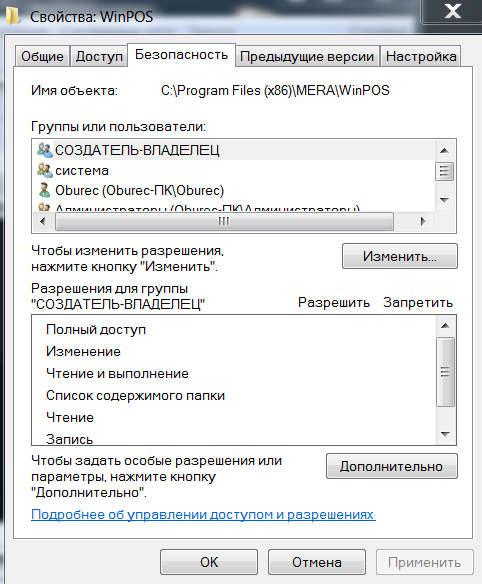 Свойства: WinPOS
Общие Доступ Безопасность Предыдущие версии Настройка
Имя объекта: C:\Program Files (x86)\MERA\WinPOS
Группы или пользователи:
СОЗДАТЕЛЬ-ВЛАДЕЛЕЦ
система
Oburec (Oburec-ПК\Oburec)
Администраторы (Oburec-ПК\Администраторы)
Чтобы изменить разрешения,
нажмите кнопку "Изменить".
Изменить...
Разрешения для группы
"СОЗДАТЕЛЬ-ВЛАДЕЛЕЦ" Разрешить Запретить
Полный доступ
Изменение
Чтение и выполнение
Список содержимого папки
Чтение
Запись
Чтобы задать особые разрешения или
параметры, нажмите кнопку
"Дополнительно".
Дополнительно
Подробнее об управлении доступом и разрешениях
OK Отмена Применить